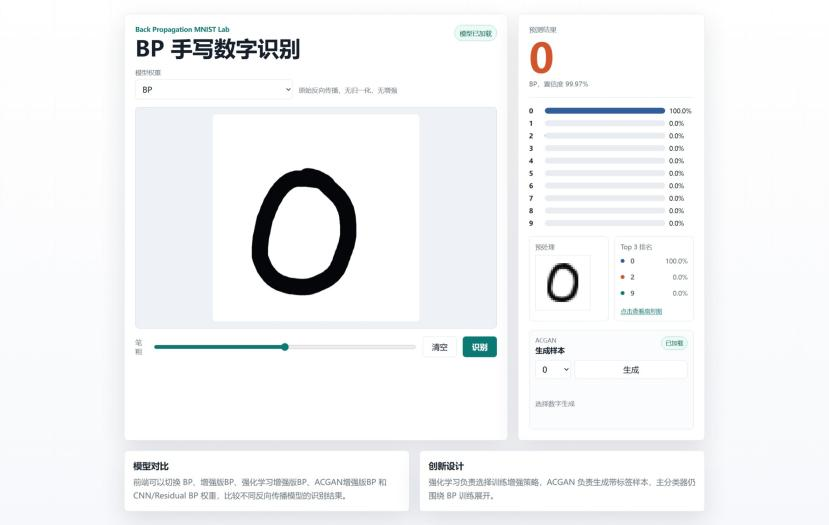 Back Propagation MNIST Lab
BP 手写数字识别
模型已加载
模型权重
BP
原始反向传播，无归一化、无增强
笔粗
清空
识别
预测结果
0
BP，置信度 99.97%
0 100.0%
1 0.0%
2 0.0%
3 0.0%
4 0.0%
5 0.0%
6 0.0%
7 0.0%
8 0.0%
9 0.0%
预处理
Top 3 排名
0 100.0%
2 0.0%
9 0.0%
点击查看扇形图
ACGAN
生成样本
已加载
0
生成
选择数字生成
模型对比
前端可以切换 BP、增强版BP、强化学习增强版BP、ACGAN增强版BP 和
CNN/Residual BP 权重，比较不同反向传播模型的识别结果。
创新设计
强化学习负责选择训练增强策略，ACGAN 负责生成带标签样本，主分类器仍
围绕 BP 训练展开。